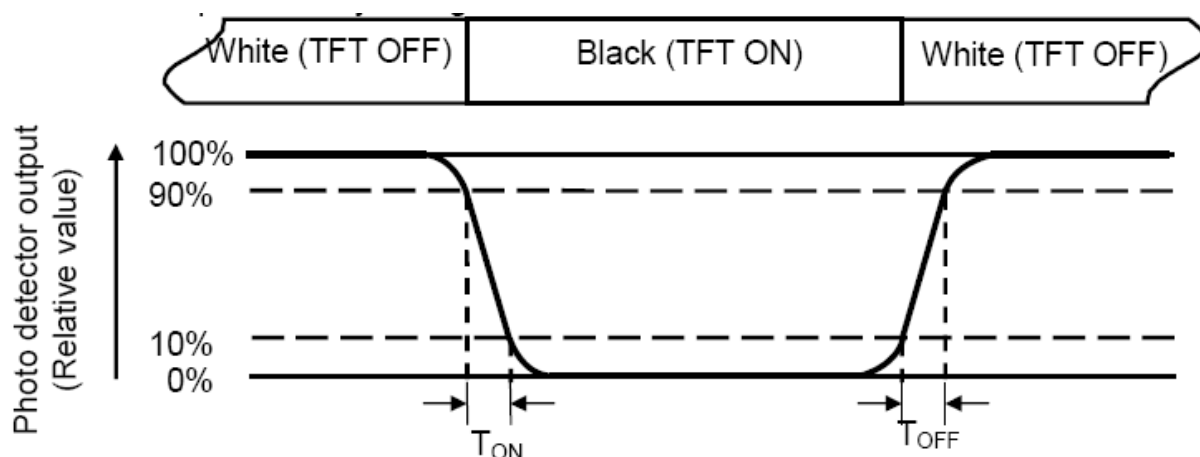 White (TFT OFF) Black (TFT ON) White (TFT OFF)
Photo detector output
(Relative value)
100%
90%
10%
0%
TON
TOFF